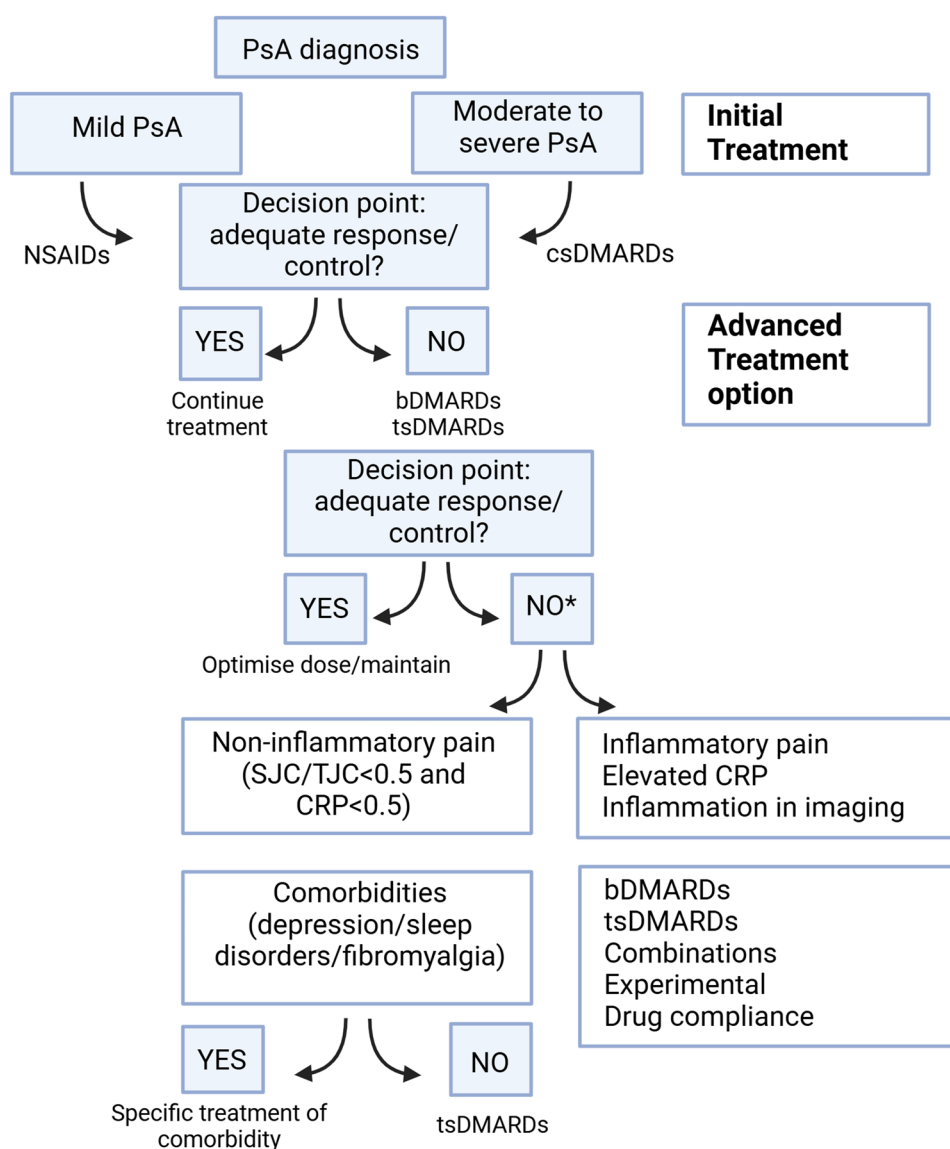 PsA diagnosis
Mild PsA
Moderate to
severe PsA
Initial
Treatment
Decision point:
adequate response/
control?
NSAIDs
csDMARDs
YES
NO
Advanced
Treatment
option
Continue
treatment
bDMARDs
tsDMARDs
Decision point:
adequate response/
control?
YES
NO*
Optimise dose/maintain
Non-inflammatory pain
(SJC/TJC<0.5 and
CRP<0.5)
Inflammatory pain
Elevated CRP
Inflammation in imaging
Comorbidities
(depression/sleep
disorders/fibromyalgia)
bDMARDs
tsDMARDs
Combinations
Experimental
Drug compliance
YES
NO
Specific treatment of
comorbidity
tsDMARDs